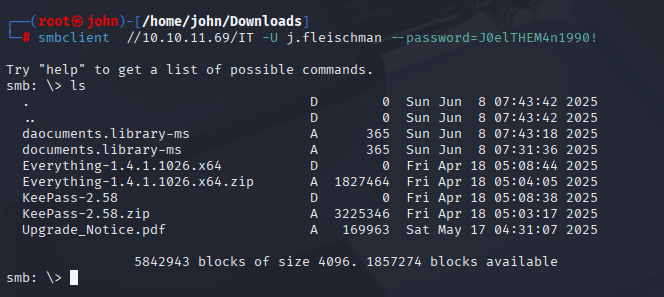 ┌──(root㉿john)-[/home/john/Downloads]
└─# smbclient  //10.10.11.69/IT -U j.fleischman --password=J0elTHEM4n1990!

Try "help" to get a list of possible commands.
smb: \> ls
  .                                   D        0  Sun Jun  8 07:43:42 2025
  ..                                  D        0  Sun Jun  8 07:43:42 2025
  daocuments.library-ms               A      365  Sun Jun  8 07:43:18 2025
  documents.library-ms                A      365  Sun Jun  8 07:31:36 2025
  Everything-1.4.1.1026.x64           D        0  Fri Apr 18 05:08:44 2025
  Everything-1.4.1.1026.x64.zip       A  1827464  Fri Apr 18 05:04:05 2025
  KeePass-2.58                        D        0  Fri Apr 18 05:08:38 2025
  KeePass-2.58.zip                    A  3225346  Fri Apr 18 05:03:17 2025
  Upgrade_Notice.pdf                  A   169963  Sat May 17 04:31:07 2025

                5842943 blocks of size 4096. 1857274 blocks available
smb: \>